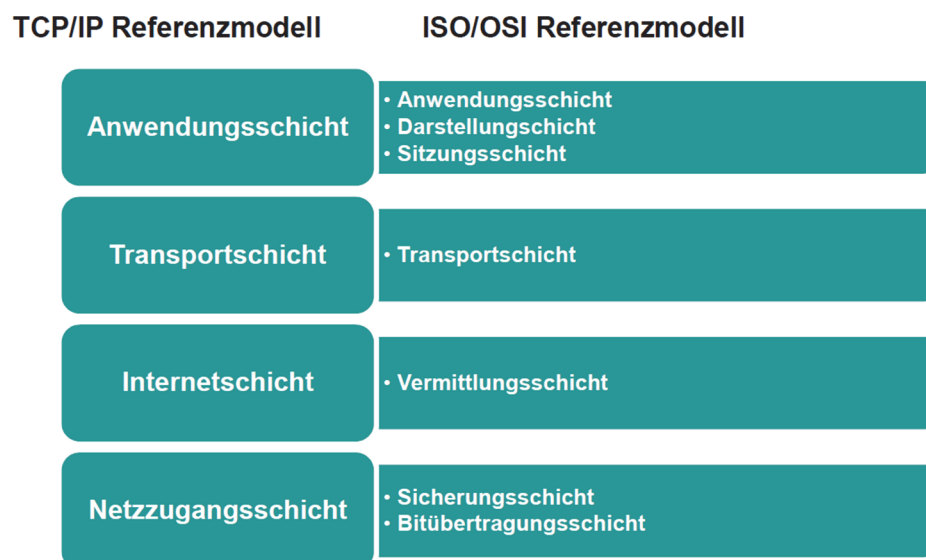 TCP/IP Referenzmodell
ISO/OSI Referenzmodell
Anwendungsschicht
• Anwendungsschicht
• Darstellungschicht
• Sitzungsschicht
Transportschicht
• Transportschicht
Internetschicht
• Vermittlungsschicht
Netzzugangsschicht
• Sicherungsschicht
• Bitübertragungsschicht